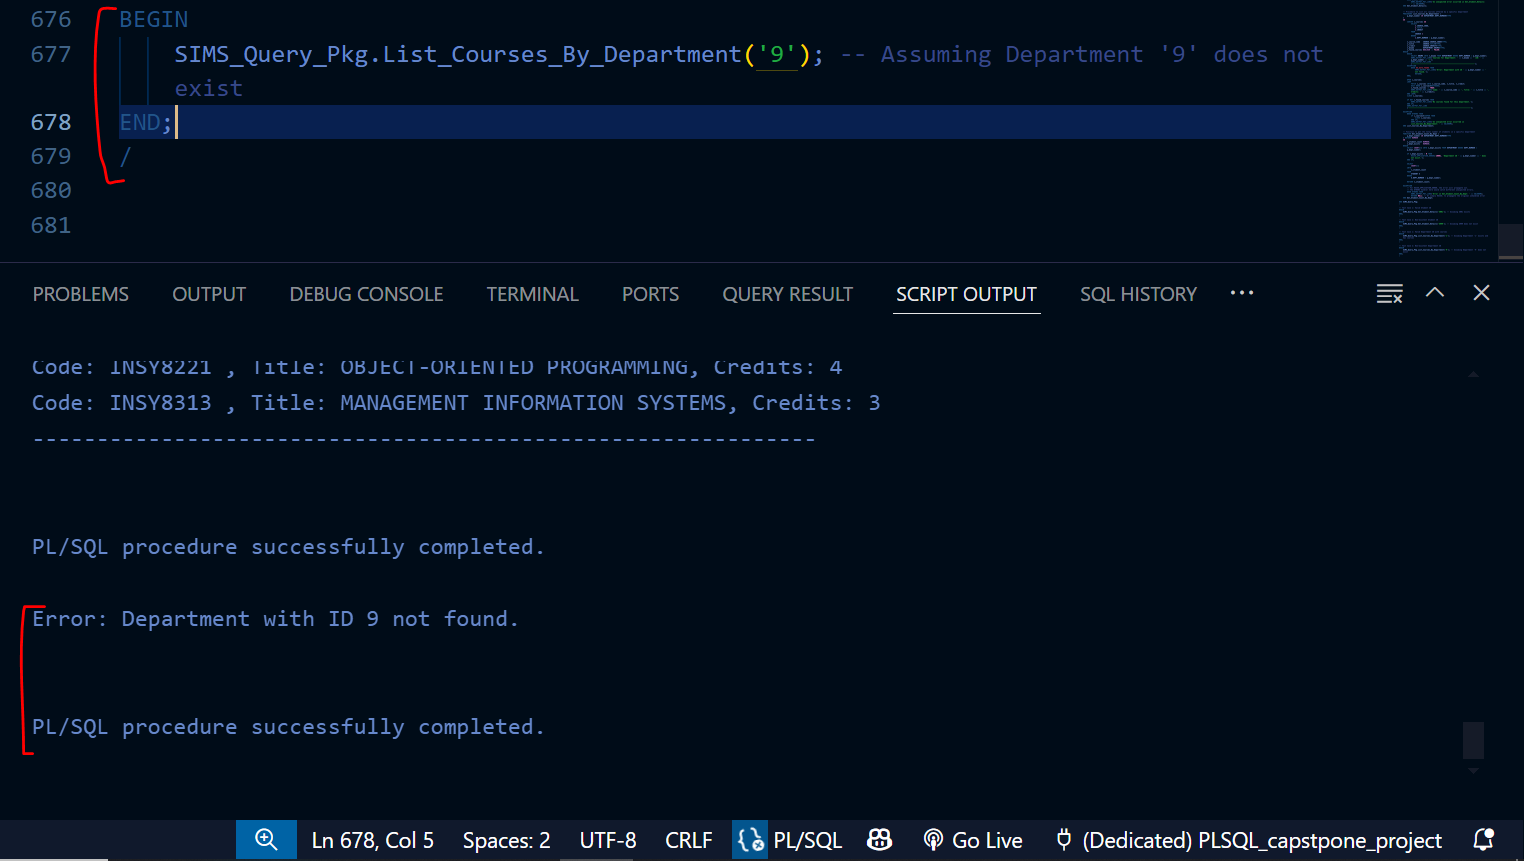 676 BEGIN
677 SIMS_Query_Pkg.List_Courses_By_Department('9'); -- Assuming Department '9' does not
exist
678 END;
679 /
680
681
PROBLEMS OUTPUT DEBUG CONSOLE TERMINAL PORTS QUERY RESULT SCRIPT OUTPUT SQL HISTORY ···
Code: INSY8221 , Title: OBJECT-ORIENTED PROGRAMMING, Credits: 4
Code: INSY8313 , Title: MANAGEMENT INFORMATION SYSTEMS, Credits: 3
-------------------------------------------------------------
PL/SQL procedure successfully completed.
Error: Department with ID 9 not found.
PL/SQL procedure successfully completed.
Ln 678, Col 5 Spaces: 2 UTF-8 CRLF PL/SQL Go Live (Dedicated) PLSQL_capstpone_project